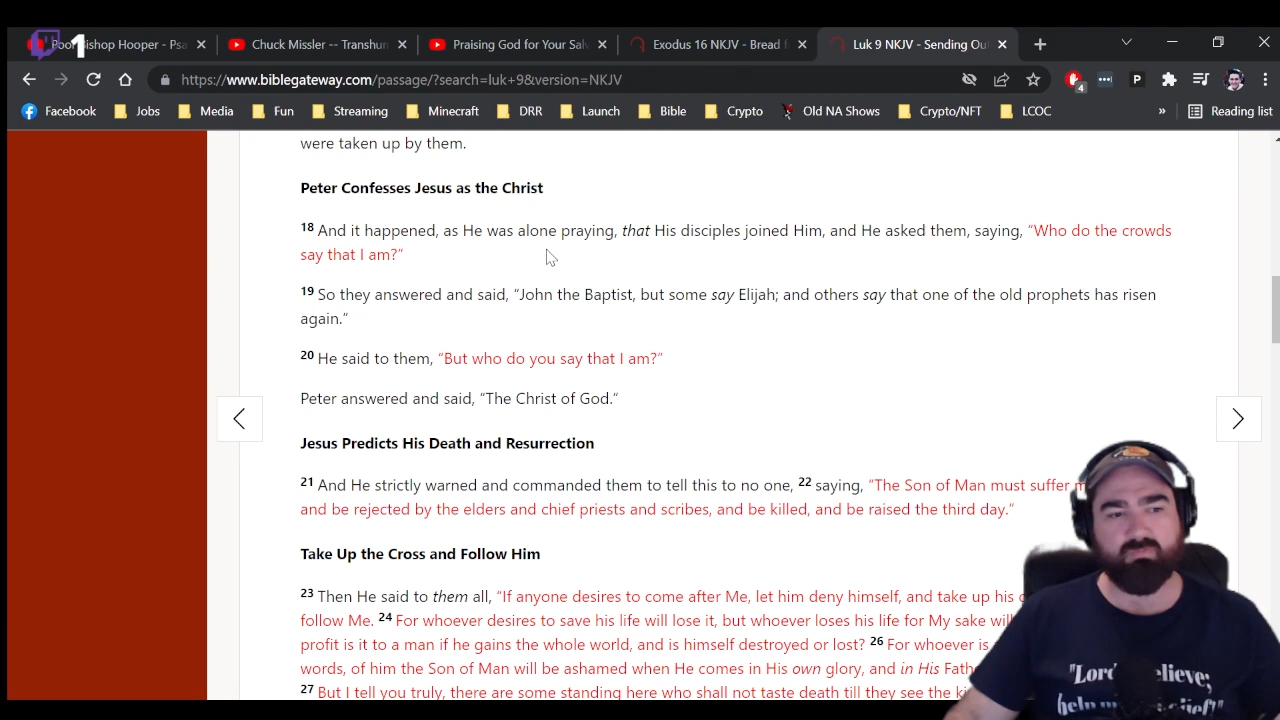 1
Poor Bishop Hooper - Psa
Chuck Missler -- Transhur
Praising God for Your Sal
Exodus 16 NKJV - Bread f
Luk 9 NKJV - Sending Out
https://www.biblegateway.com/passage/?search=luk+9&version=NKJV
4
P
Facebook Jobs Media Fun Streaming Minecraft DRR Launch Bible Crypto Old NA Shows Crypto/NFT LCOC » Reading list
were taken up by them.
Peter Confesses Jesus as the Christ
18 And it happened, as He was alone praying, that His disciples joined Him, and He asked them, saying, “Who do the crowds
say that I am?”
19 So they answered and said, “John the Baptist, but some say Elijah; and others say that one of the old prophets has risen
again.”
20 He said to them, “But who do you say that I am?”
Peter answered and said, “The Christ of God.”
Jesus Predicts His Death and Resurrection
21 And He strictly warned and commanded them to tell this to no one, 22 saying, “The Son of Man must suffer
and be rejected by the elders and chief priests and scribes, and be killed, and be raised the third day.”
Take Up the Cross and Follow Him
23 Then He said to them all, “If anyone desires to come after Me, let him deny himself, and take up his
follow Me. 24 For whoever desires to save his life will lose it, but whoever loses his life for My sake will
profit is it to a man if he gains the whole world, and is himself destroyed or lost? 26 For whoever is
words, of him the Son of Man will be ashamed when He comes in His own glory, and in His
27 But I tell you truly, there are some standing here who shall not taste death till they see the
"Lord
help